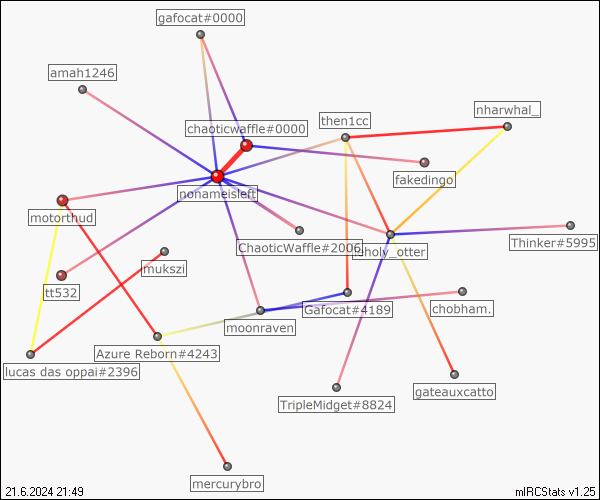 gafocat#0000
amah1246
nharwhal_
then1cc
chaoticwaffle#0000
fakedingo
nonameisleft
motorthud
ChaoticWaffle#2006
Thinker#5995
mukszi
tt532
Gafocat#4189
chobham.
moonraven
Azure Reborn#4243
lucas das oppai#2396
gateauxcatto
TripleMidget#8824
mercurybro
21.6.2024 21:49
mIRCStats v1.25